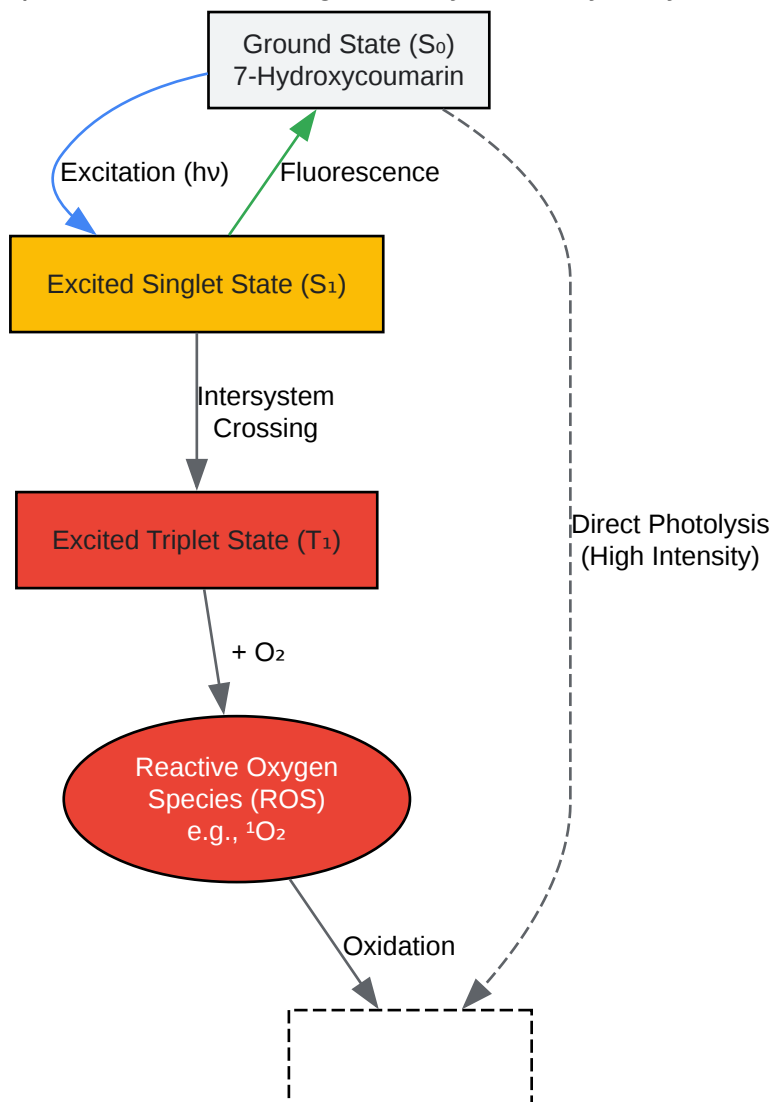 Ground State (S₀)
7-Hydroxycoumarin
Excitation (hν)
Fluorescence
Excited Singlet State (S₁)
Intersystem
Crossing
Excited Triplet State (T₁)
Direct Photolysis
(High Intensity)
+ O₂
Reactive Oxygen
Species (ROS)
e.g., ¹O₂
Oxidation